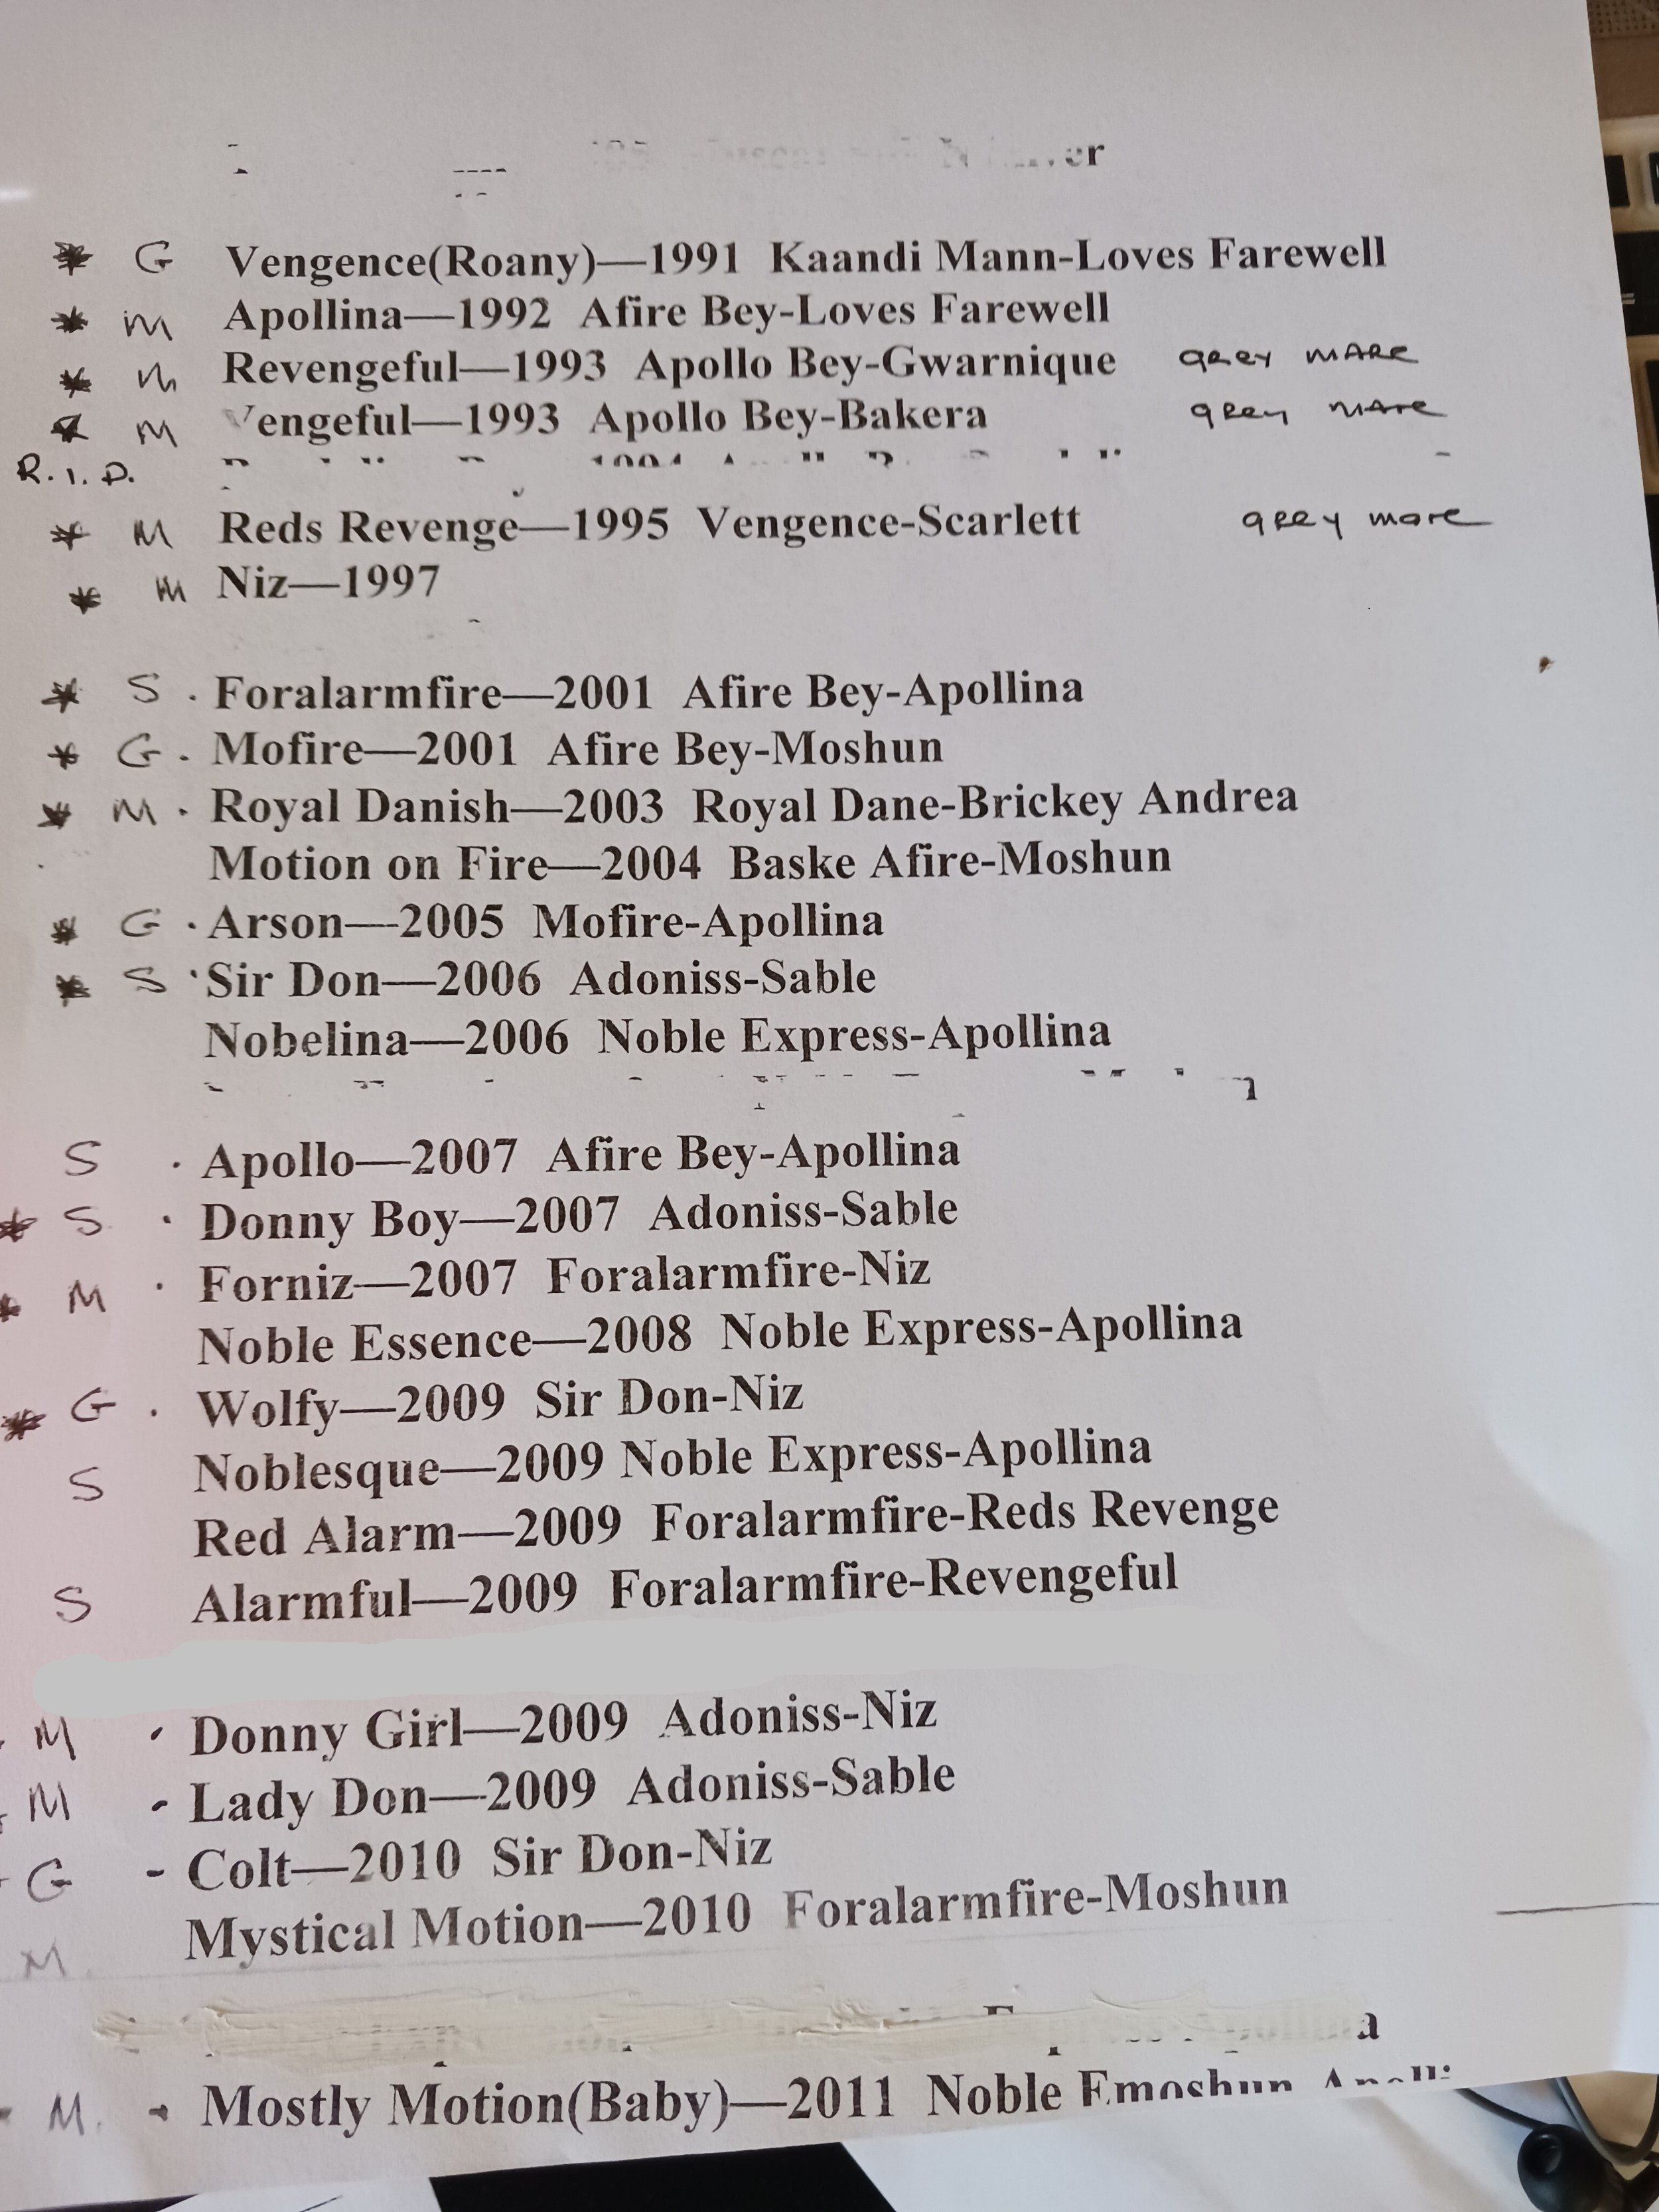 er
* G Vengence(Roany)—1991 Kaandi Mann-Loves Farewell
* M Apollina—1992 Afire Bey-Loves Farewell
* M Revengeful—1993 Apollo Bey-Gwarnique grey mare
* M Vengeful—1993 Apollo Bey-Bakera grey mare
R.I.P.
* M Reds Revenge—1995 Vengence-Scarlett grey mare
* M Niz—1997
* S . Foralarmfire—2001 Afire Bey-Apollina
* G . Mofire—2001 Afire Bey-Moshun
* M . Royal Danish—2003 Royal Dane-Brickey Andrea
Motion on Fire—2004 Baske Afire-Moshun
* G . Arson—2005 Mofire-Apollina
* S . Sir Don—2006 Adoniss-Sable
Nobelina—2006 Noble Express-Apollina
S . Apollo—2007 Afire Bey-Apollina
* S . Donny Boy—2007 Adoniss-Sable
* M . Forniz—2007 Foralarmfire-Niz
Noble Essence—2008 Noble Express-Apollina
* G . Wolfy—2009 Sir Don-Niz
S Noblesque—2009 Noble Express-Apollina
Red Alarm—2009 Foralarmfire-Reds Revenge
S Alarmful—2009 Foralarmfire-Revengeful
M - Donny Girl—2009 Adoniss-Niz
M - Lady Don—2009 Adoniss-Sable
G - Colt—2010 Sir Don-Niz
M. Mystical Motion—2010 Foralarmfire-Moshun
a
M. - Mostly Motion(Baby)—2011 Noble Emoshun